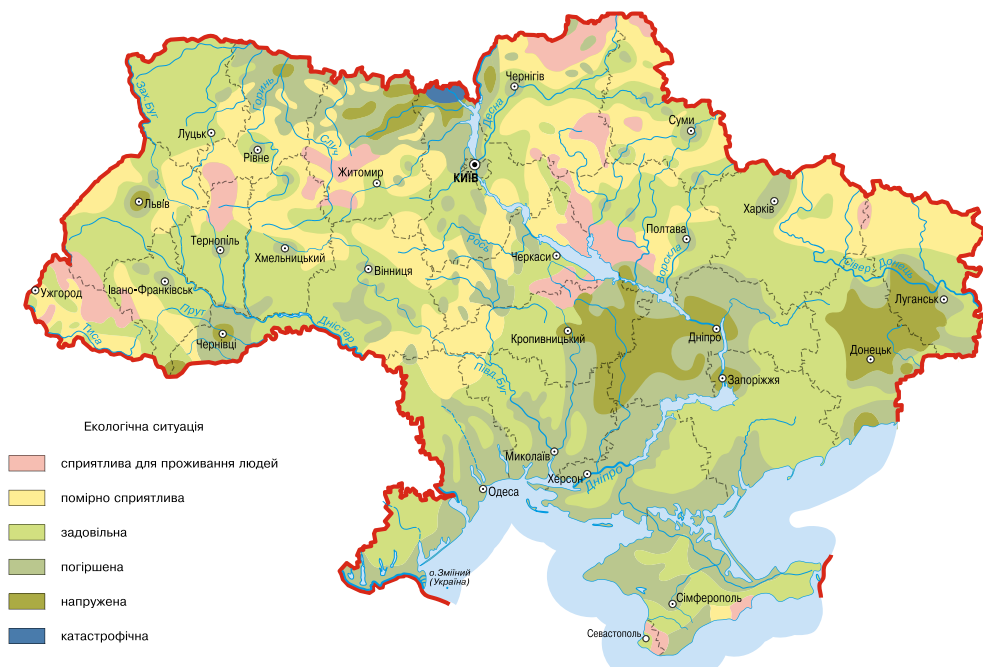 Чернігів
Зах. Буг
Горинь
Десна
Суми
Луцьк
Рівне
Случ
Житомир
КИЇВ
Львів
Харків
Тернопіль
Хмельницький
Рось
Черкаси
Полтава
Ворскла
Вінниця
Сівер. Донець
Ужгород
Івано-Франківськ
Луганськ
Прут
Тиса
Чернівці
Дністер
Кропивницький
Дніпро
Донецьк
Півд. Буг
Запоріжжя
Екологічна ситуація
сприятлива для проживання людей
помірно сприятлива
задовільна
погіршена
напружена
катастрофічна
Миколаїв
Херсон
Дніпро
Одеса
о. Зміїний
(Україна)
Сімферополь
Севастополь